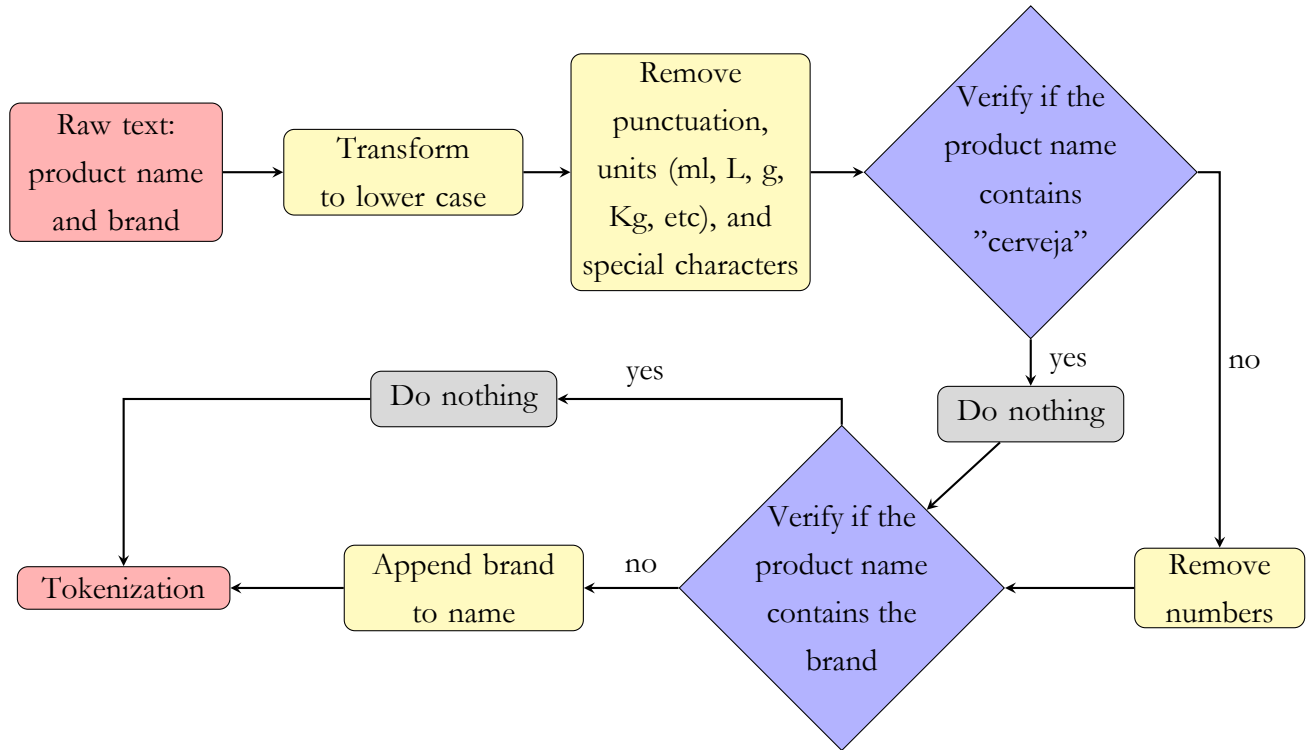 Raw text:
product name
and brand
Transform
to lower case
Remove
punctuation,
units (ml, L, g,
Kg, etc), and
special characters
Verify if the
product name
contains
”cerveja”
yes
no
Do nothing
yes
Do nothing
Verify if the
product name
contains the
brand
no
Remove
numbers
Append brand
to name
Tokenization